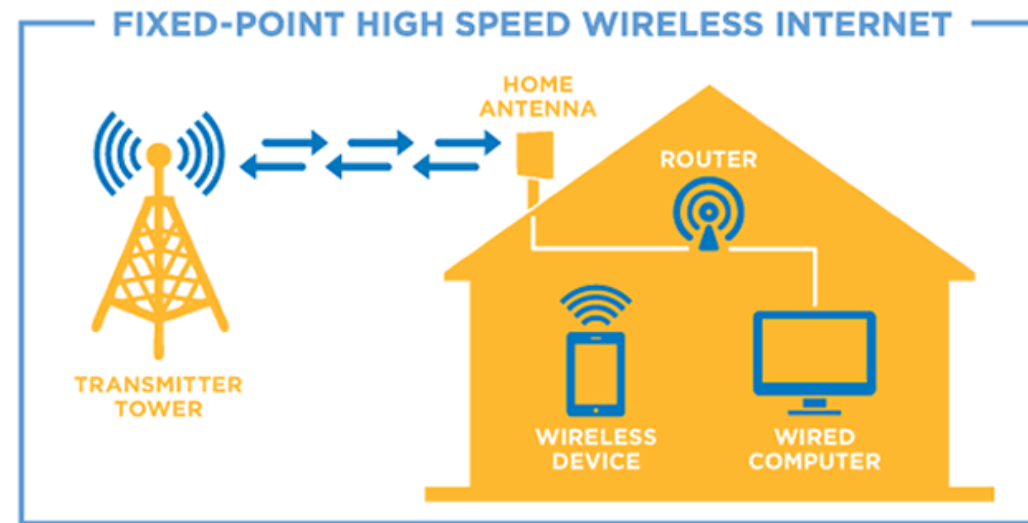 FIXED-POINT HIGH SPEED WIRELESS INTERNET
HOME
ANTENNA
ROUTER
TRANSMITTER
TOWER
WIRELESS
DEVICE
WIRED
COMPUTER